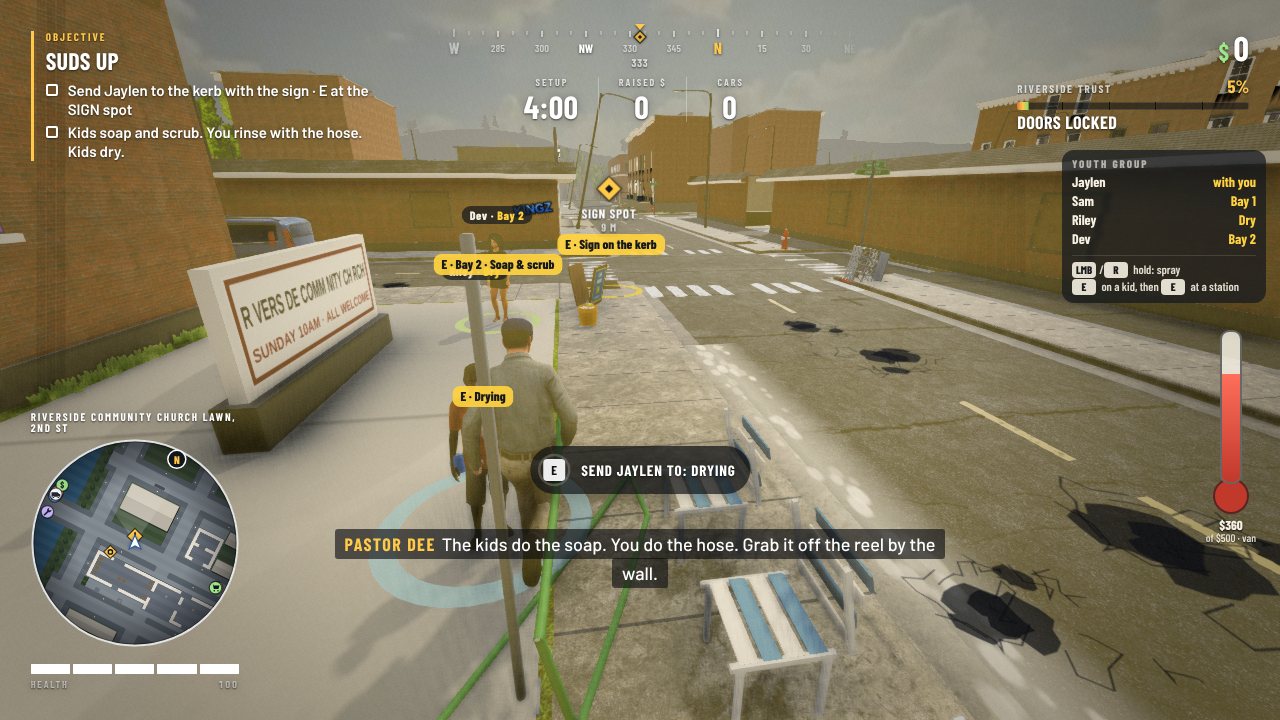 OBJECTIVE
SUDS UP
Send Jaylen to the kerb with the sign · E at the
SIGN spot
Kids soap and scrub. You rinse with the hose.
Kids dry.
W 285 300 NW 330 345 N 15 30 NE
333
SETUP
4:00
RAISED $
0
CARS
0
$ 0
RIVERSIDE TRUST 5%
DOORS LOCKED
YOUTH GROUP
Jaylen with you
Sam Bay 1
Riley Dry
Dev Bay 2
LMB / R hold: spray
E on a kid, then E at a station
Dev · Bay 2
SIGN SPOT
9 M
E · Sign on the kerb
E · Bay 2 · Soap & scrub
R VERS DE COMM NITY CH RCH
SUNDAY 10AM · ALL WELCOME
E · Drying
E SEND JAYLEN TO: DRYING
PASTOR DEE The kids do the soap. You do the hose. Grab it off the reel by the
wall.
RIVERSIDE COMMUNITY CHURCH LAWN,
2ND ST
N
$360
of $500 · van
HEALTH 100